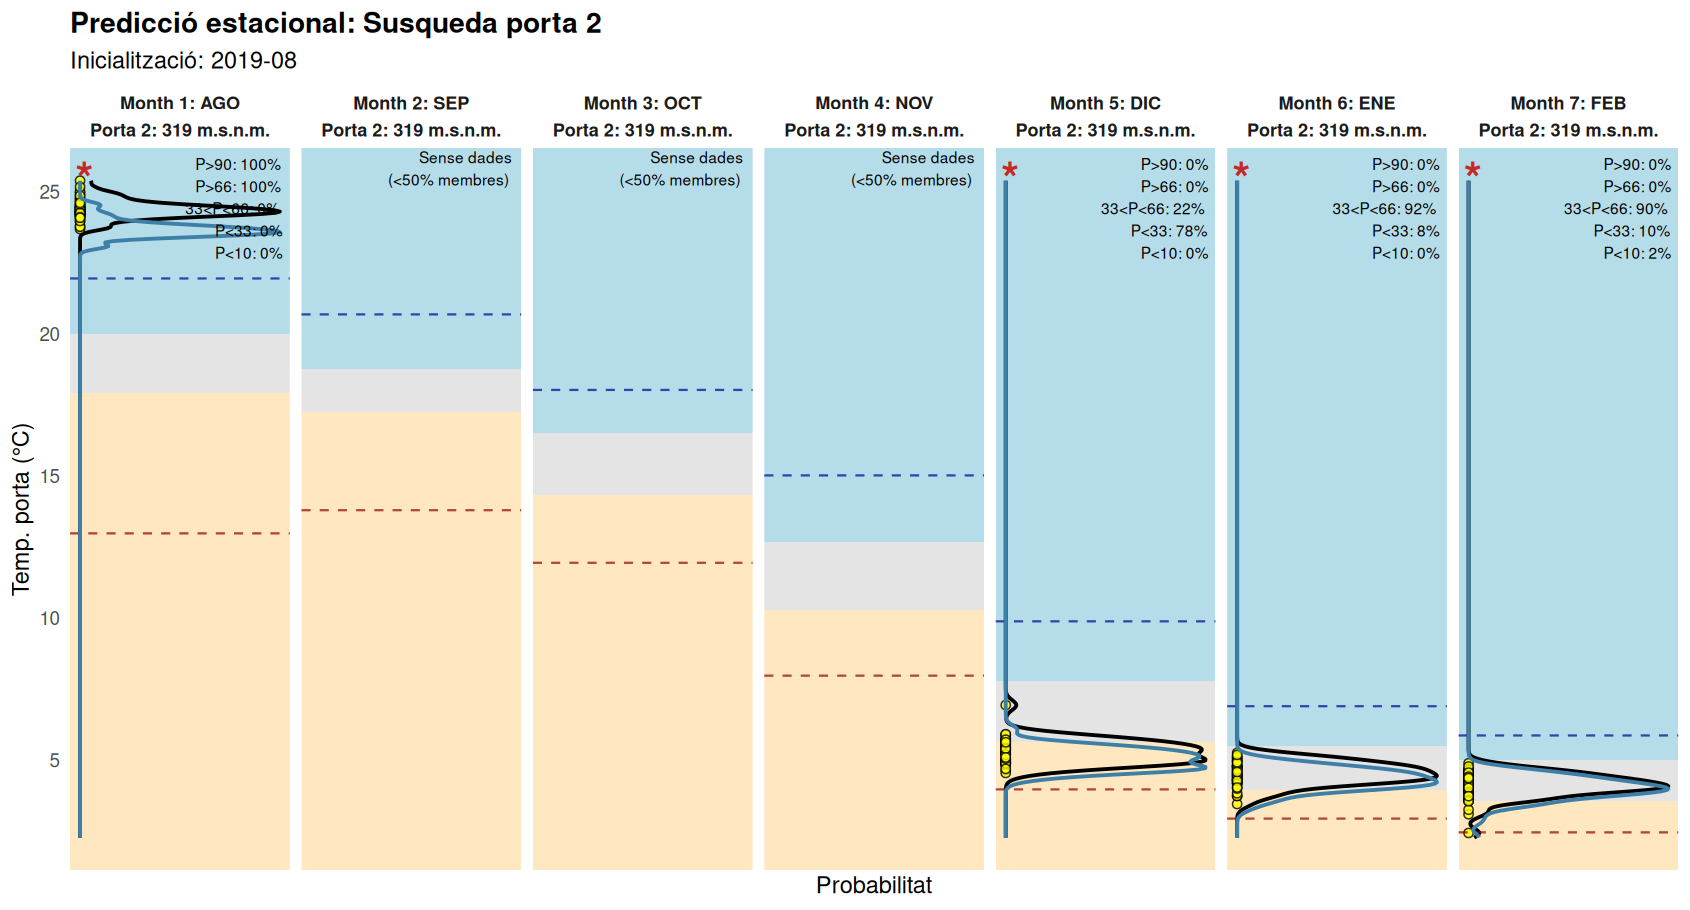 Predicció estacional: Susqueda porta 2
Inicialització: 2019-08
Month 1: AGO
Porta 2: 319 m.s.n.m.
Month 2: SEP
Porta 2: 319 m.s.n.m.
Month 3: OCT
Porta 2: 319 m.s.n.m.
Month 4: NOV
Porta 2: 319 m.s.n.m.
Month 5: DIC
Porta 2: 319 m.s.n.m.
Month 6: ENE
Porta 2: 319 m.s.n.m.
Month 7: FEB
Porta 2: 319 m.s.n.m.
Temp. porta (°C)
25
20
15
10
5
*
P>90: 100%
P>66: 100%
33<P<66: 0%
P<33: 0%
P<10: 0%
Sense dades
(<50% membres)
Sense dades
(<50% membres)
Sense dades
(<50% membres)
*
P>90: 0%
P>66: 0%
33<P<66: 22%
P<33: 78%
P<10: 0%
*
P>90: 0%
P>66: 0%
33<P<66: 92%
P<33: 8%
P<10: 0%
*
P>90: 0%
P>66: 0%
33<P<66: 90%
P<33: 10%
P<10: 2%
Probabilitat